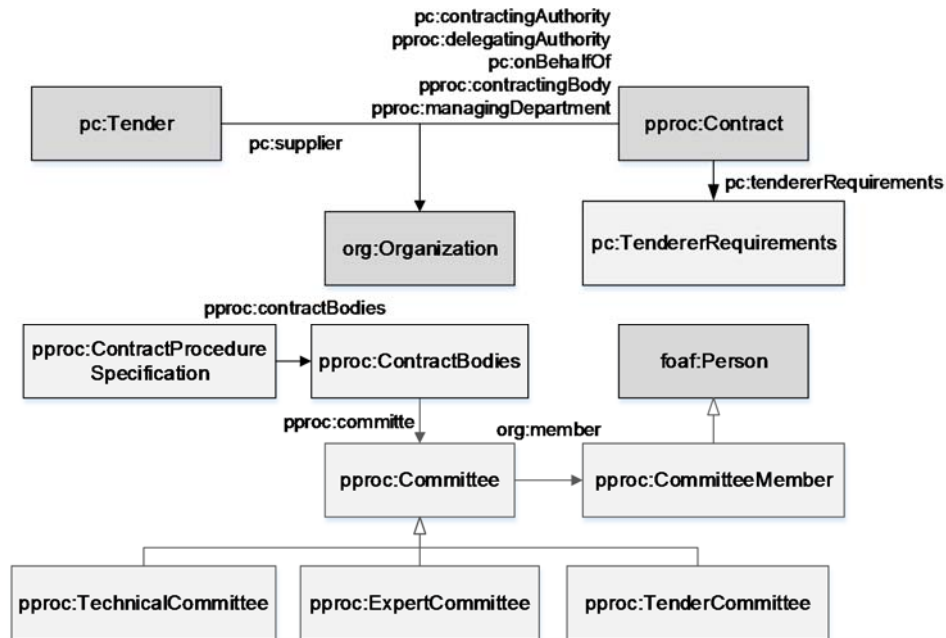 pc:contractingAuthority
pproc:delegatingAuthority
pc:onBehalfOf
pproc:contractingBody
pproc:managingDepartment
pc:Tender
pproc:Contract
pc:supplier
pc:tendererRequirements
org:Organization
pc:TendererRequirements
pproc:contractBodies
pproc:ContractProcedure
Specification
pproc:ContractBodies
foaf:Person
pproc:committe
org:member
pproc:Committee
pproc:CommitteeMember
pproc:TechnicalCommittee
pproc:ExpertCommittee
pproc:TenderCommittee